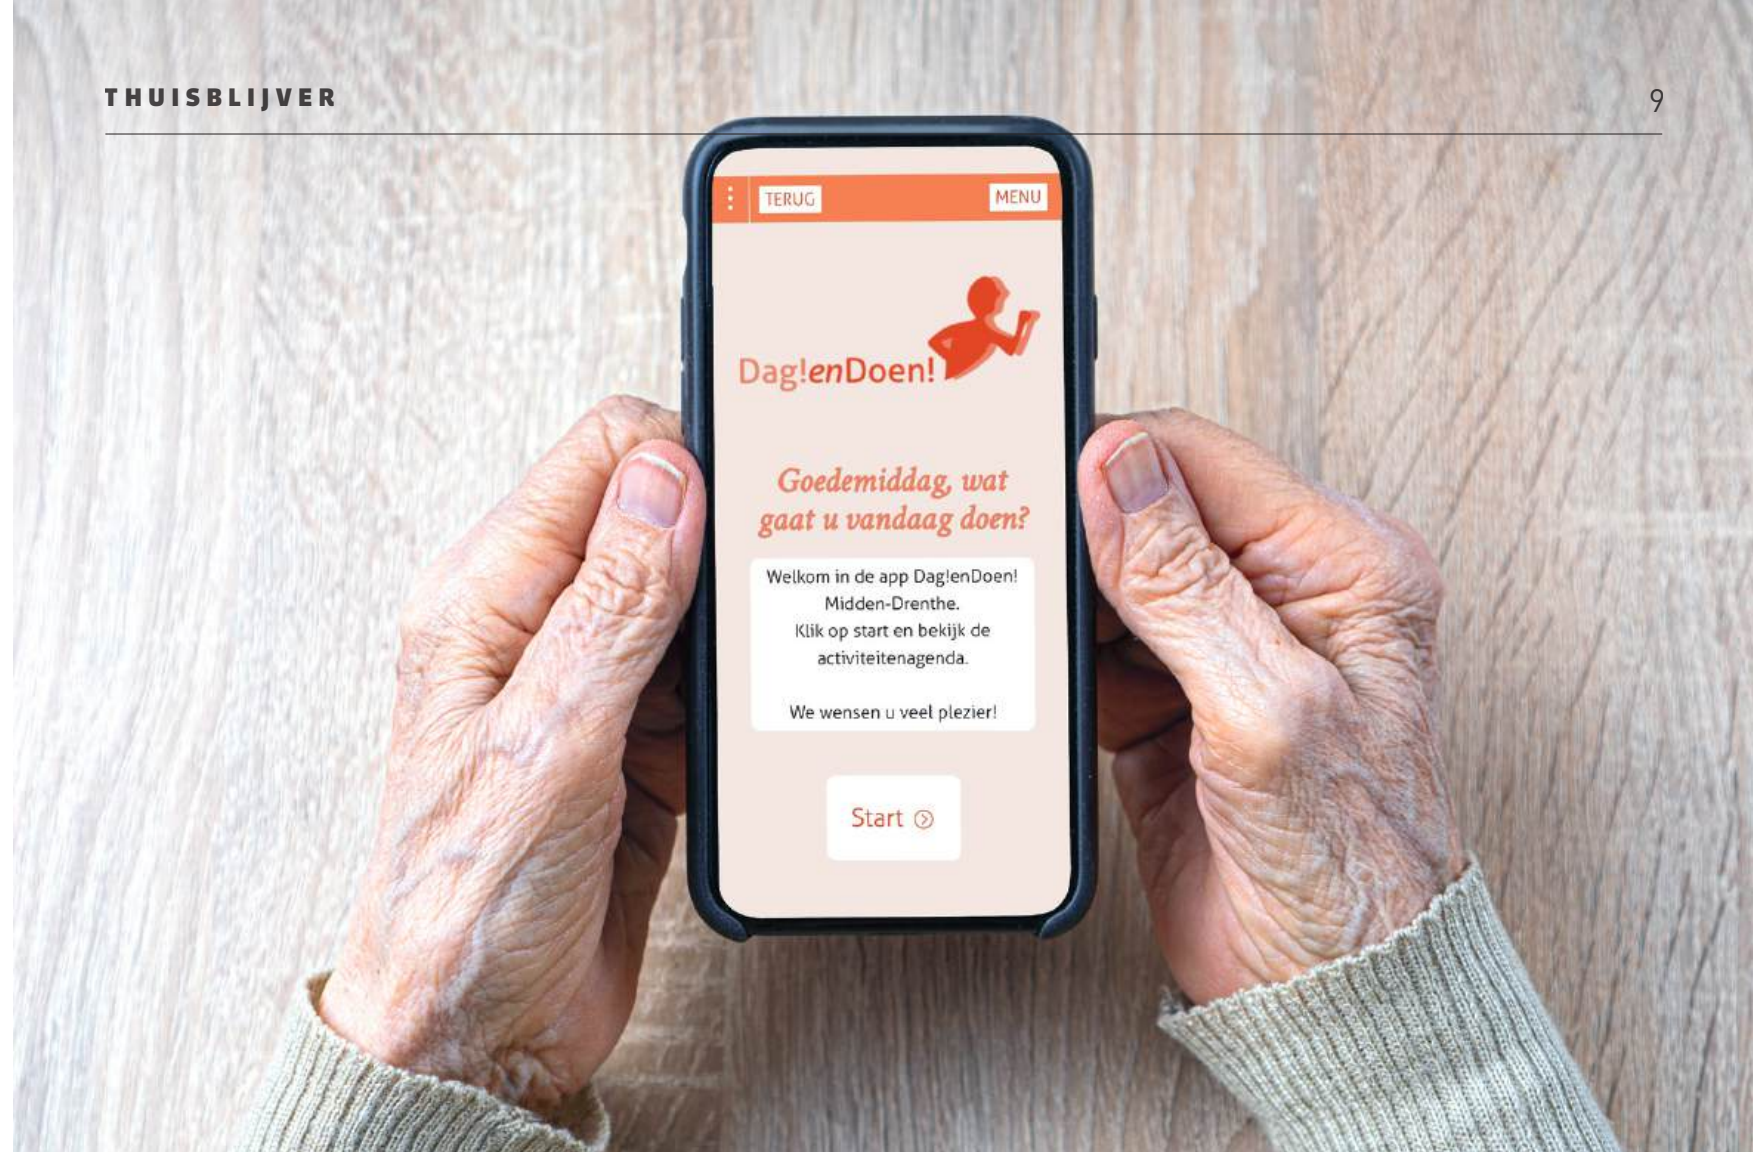 THUISBLIJVER
9
TERUG
MENU
Dag!enDoen!
Goedemiddag, wat
gaat u vandaag doen?
Welkom in de app Dag!enDoen!
Midden-Drenthe.
Klik op start en bekijk de
activiteitenagenda.
We wensen u veel plezier!
Start